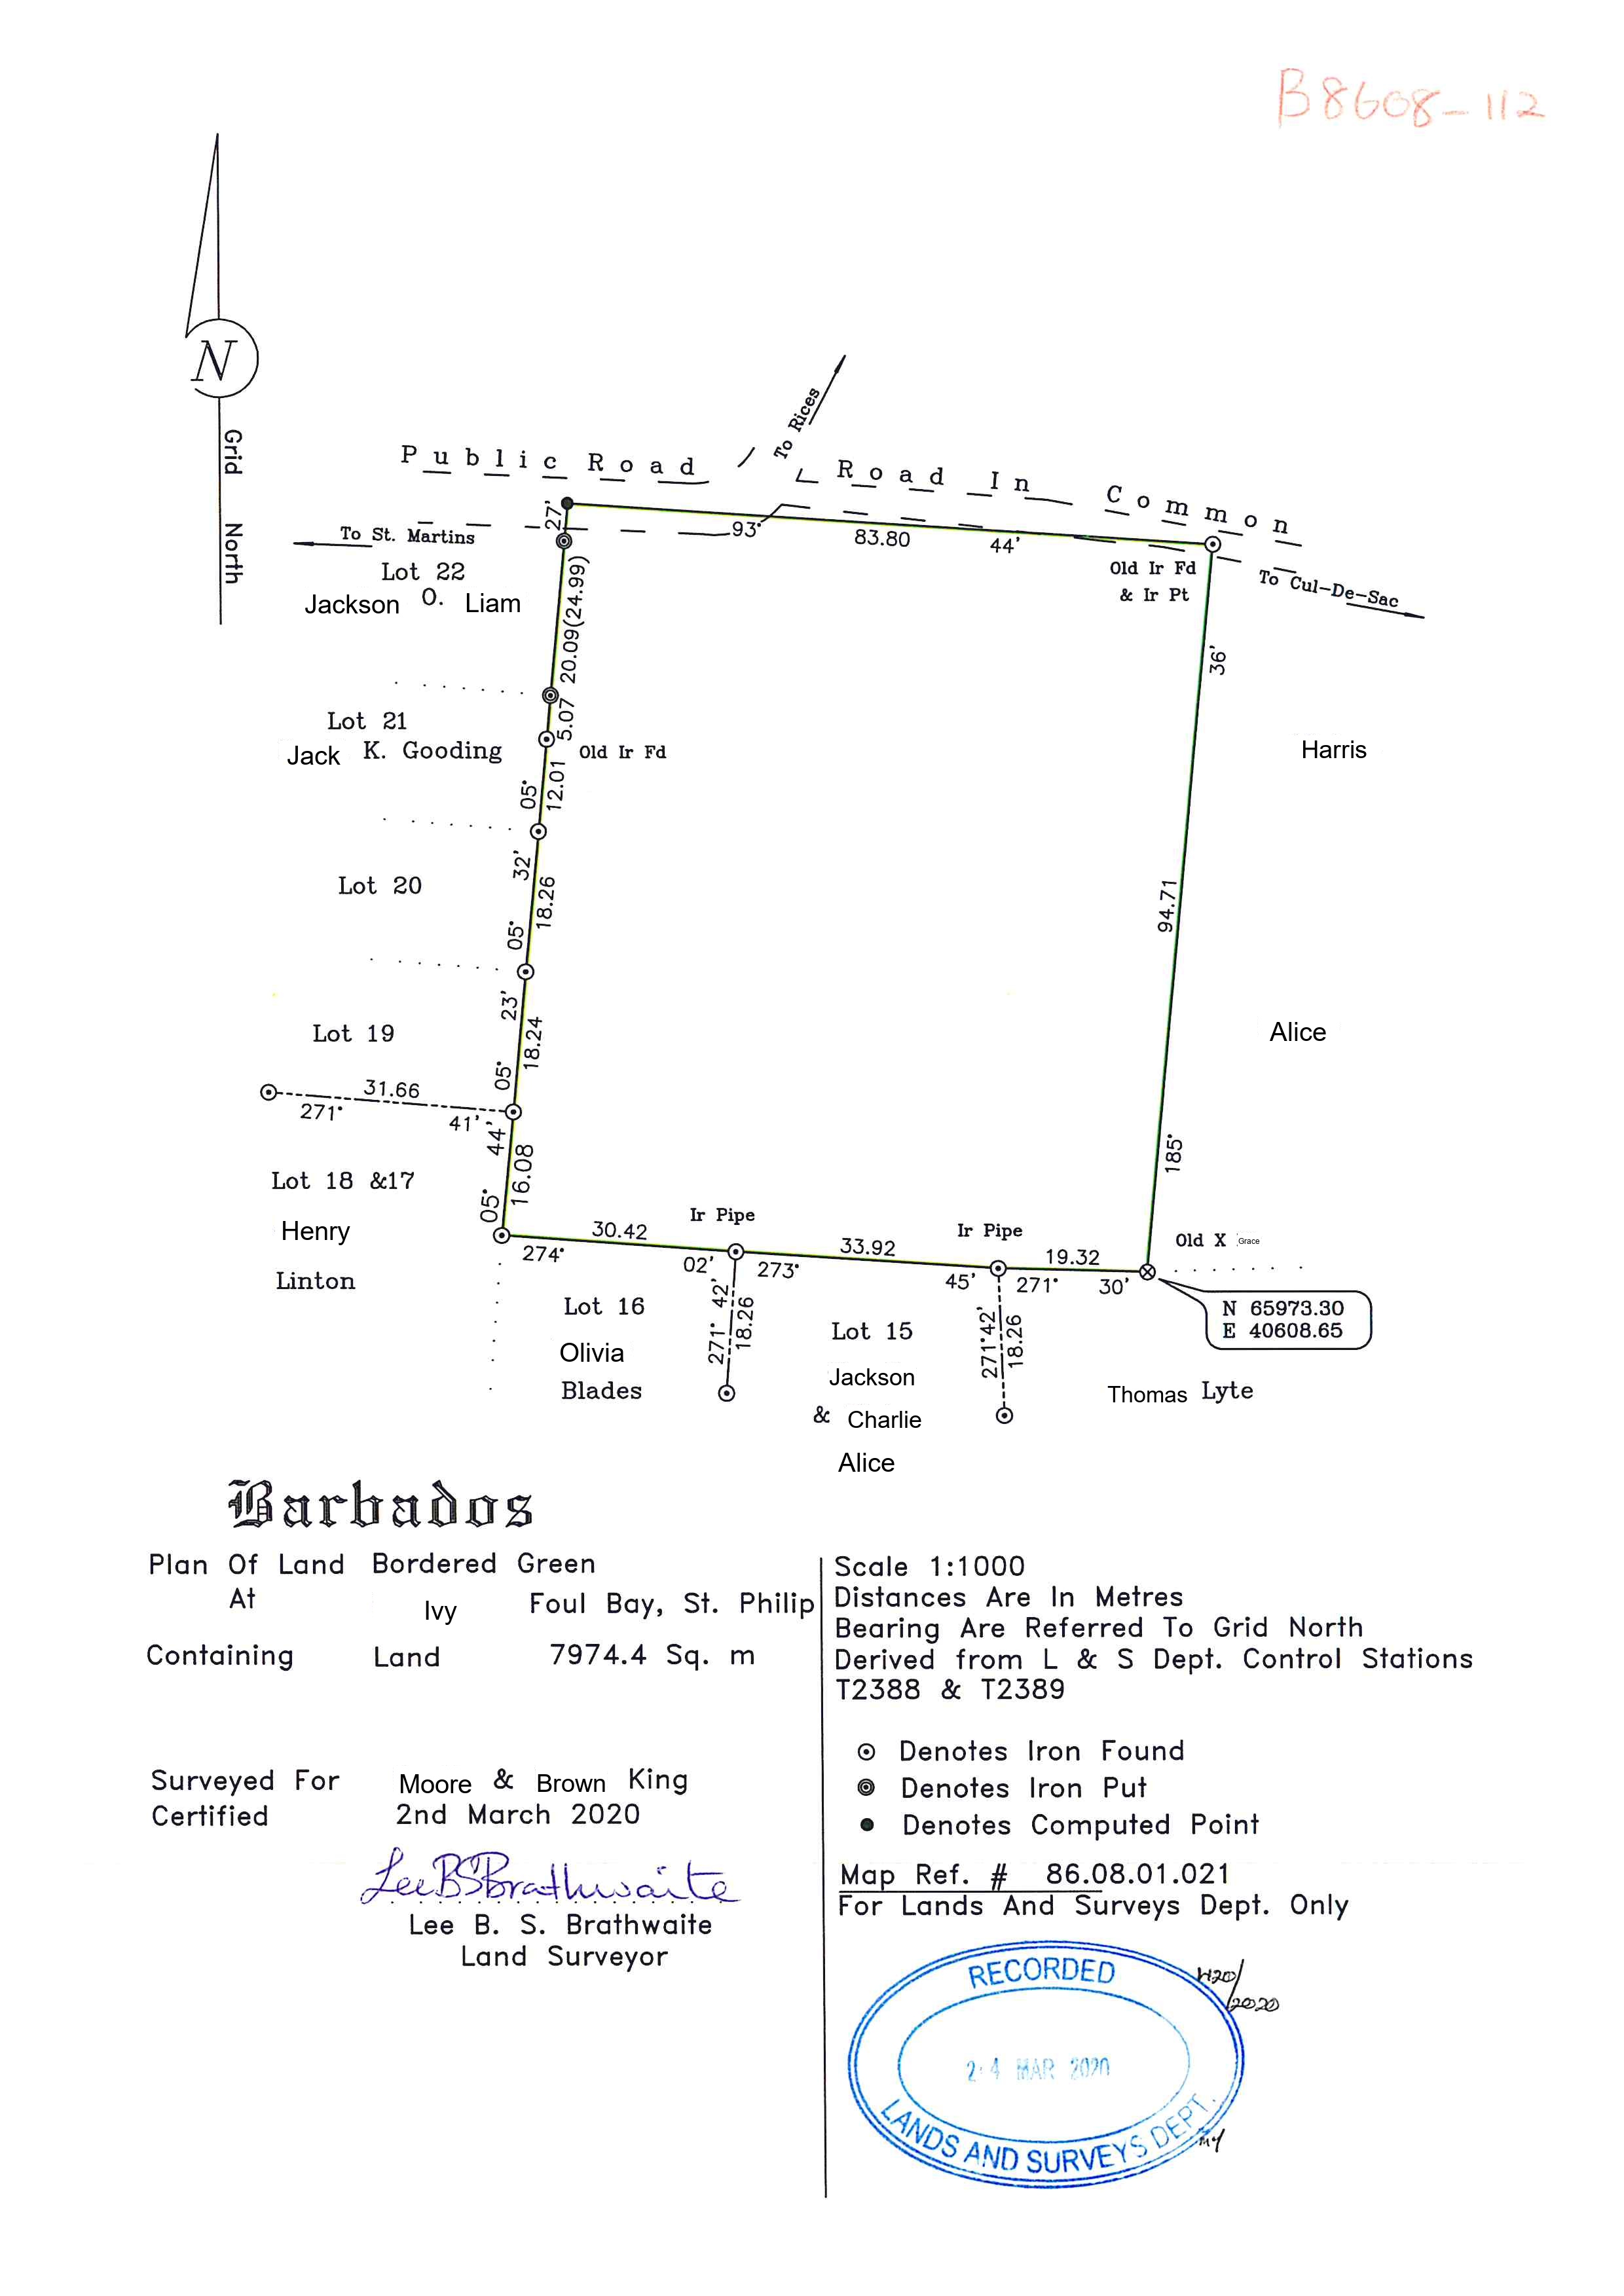 B8608-112
N
Grid North
Public Road
To Rices
Road In Common
To St. Martins
27'
93° 83.80 44'
Old Ir Fd
& Ir Pt
To Cul-De-Sac
Lot 22
Jackson O. Liam
20.09(24.99)
36'
Lot 21
Jack K. Gooding
5.07
Old Ir Fd
Harris
05° 12.01
32'
Lot 20
18.26
94.71
05°
23'
Lot 19
18.24
Alice
05°
31.66
271° 41'
44'
16.08
185°
Lot 18 &17
05°
Henry
Linton
Ir Pipe
Ir Pipe
30.42
33.92
19.32
Old X Grace
274° 02' 273° 45' 271° 30'
N 65973.30
E 40608.65
271° 42'
18.26
271°42'
18.26
Lot 16
Olivia
Blades
Lot 15
Jackson
& Charlie
Alice
Thomas Lyte
Barbados
Plan Of Land Bordered Green
At Ivy Foul Bay, St. Philip
Containing Land 7974.4 Sq. m
Surveyed For Moore & Brown King
Certified 2nd March 2020
Lee B S Brathwaite
Lee B. S. Brathwaite
Land Surveyor
Scale 1:1000
Distances Are In Metres
Bearing Are Referred To Grid North
Derived from L & S Dept. Control Stations
T2388 & T2389
Denotes Iron Found
Denotes Iron Put
Denotes Computed Point
Map Ref. # 86.08.01.021
For Lands And Surveys Dept. Only
RECORDED
24 MAR 2020
LANDS AND SURVEYS DEPT.
2020